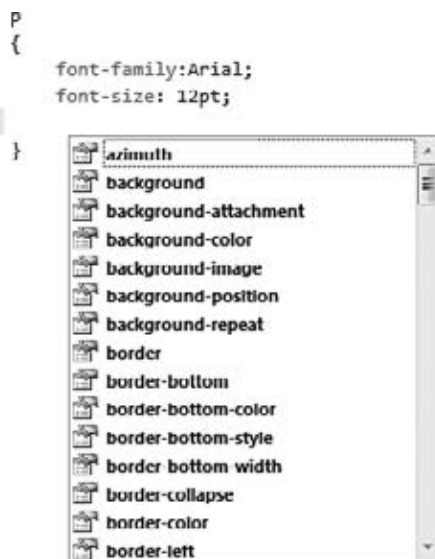 P
{
font-family:Arial;
font-size: 12pt;
}
azimuth
background
background-attachment
background-color
background-image
background-position
background-repeat
border
border-bottom
border-bottom-color
border-bottom-style
border-bottom-width
border-collapse
border-color
border-left